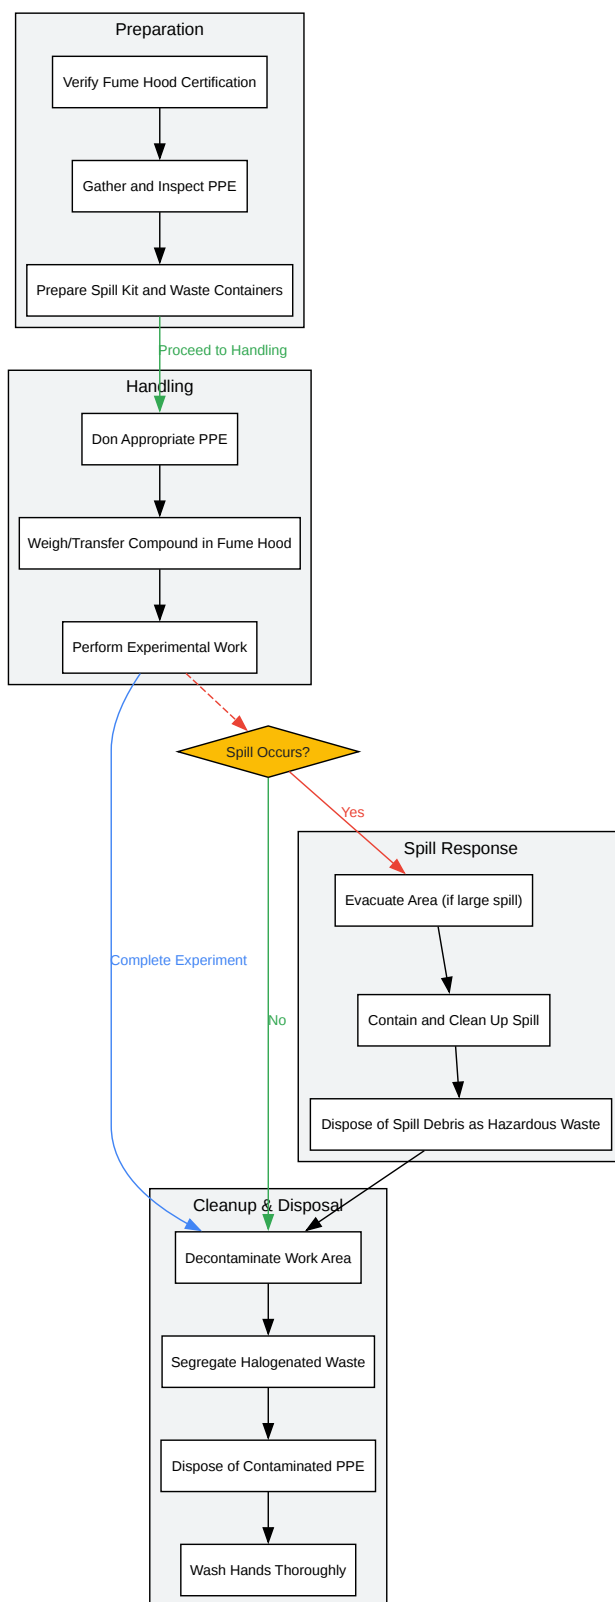 Preparation
Verify Fume Hood Certification
Gather and Inspect PPE
Prepare Spill Kit and Waste Containers
Proceed to Handling
Handling
Don Appropriate PPE
Weigh/Transfer Compound in Fume Hood
Perform Experimental Work
Spill Occurs?
Yes
Spill Response
Evacuate Area (if large spill)
Complete Experiment
Contain and Clean Up Spill
No
Dispose of Spill Debris as Hazardous Waste
Cleanup & Disposal
Decontaminate Work Area
Segregate Halogenated Waste
Dispose of Contaminated PPE
Wash Hands Thoroughly